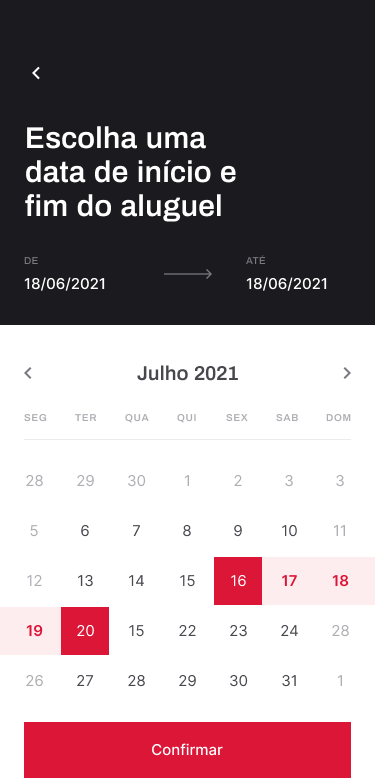 Escolha uma
data de início e
fim do aluguel
DE ATÉ
18/06/2021 18/06/2021
Julho 2021
SEG TER QUA QUI SEX SAB DOM
28 29 30 1 2 3 3
5 6 7 8 9 10 11
12 13 14 15 16 17 18
19 20 15 22 23 24 28
26 27 28 29 30 31 1
Confirmar